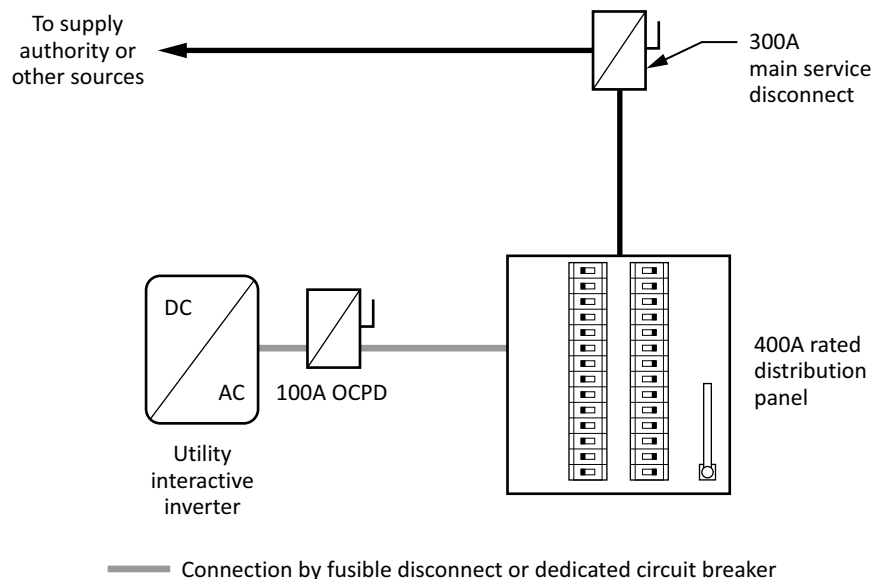 To supply
authority or
other sources
300A
main service
disconnect
DC
AC
100A OCPD
400A rated
distribution
panel
Utility
interactive
inverter
Connection by fusible disconnect or dedicated circuit breaker